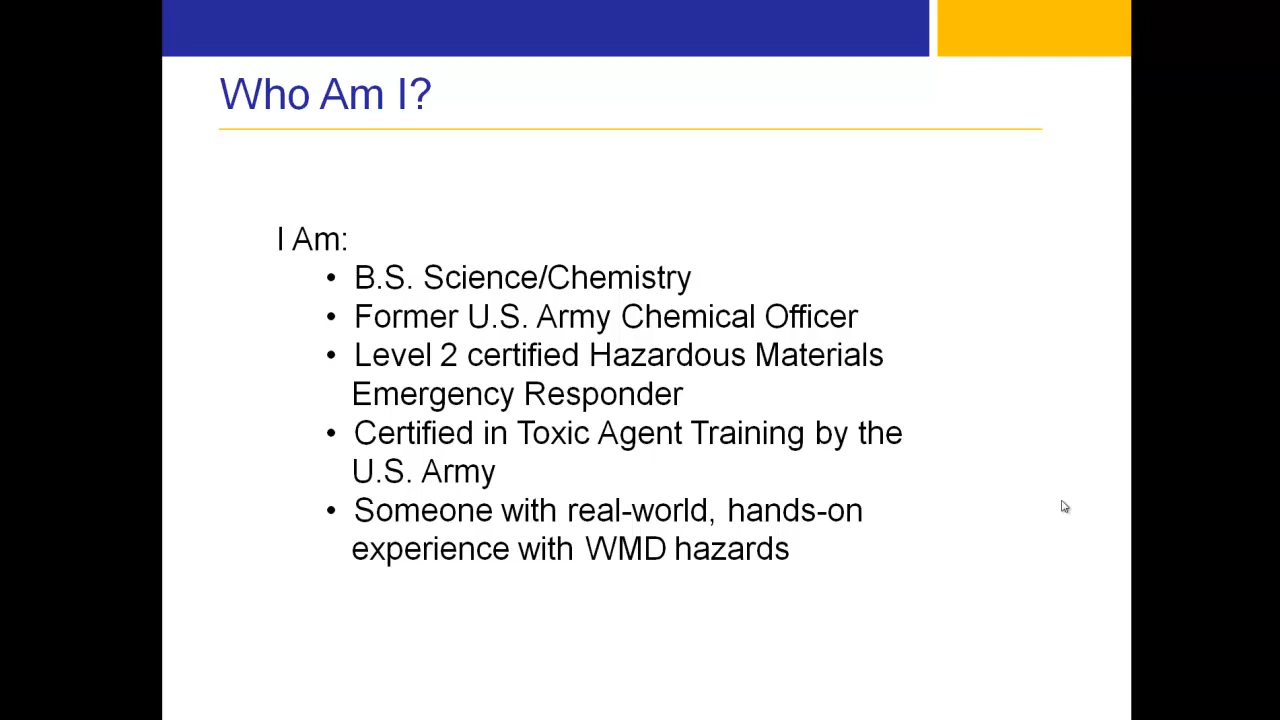 Who Am I?
I Am:
• B.S. Science/Chemistry
• Former U.S. Army Chemical Officer
• Level 2 certified Hazardous Materials
Emergency Responder
• Certified in Toxic Agent Training by the
U.S. Army
• Someone with real-world, hands-on
experience with WMD hazards